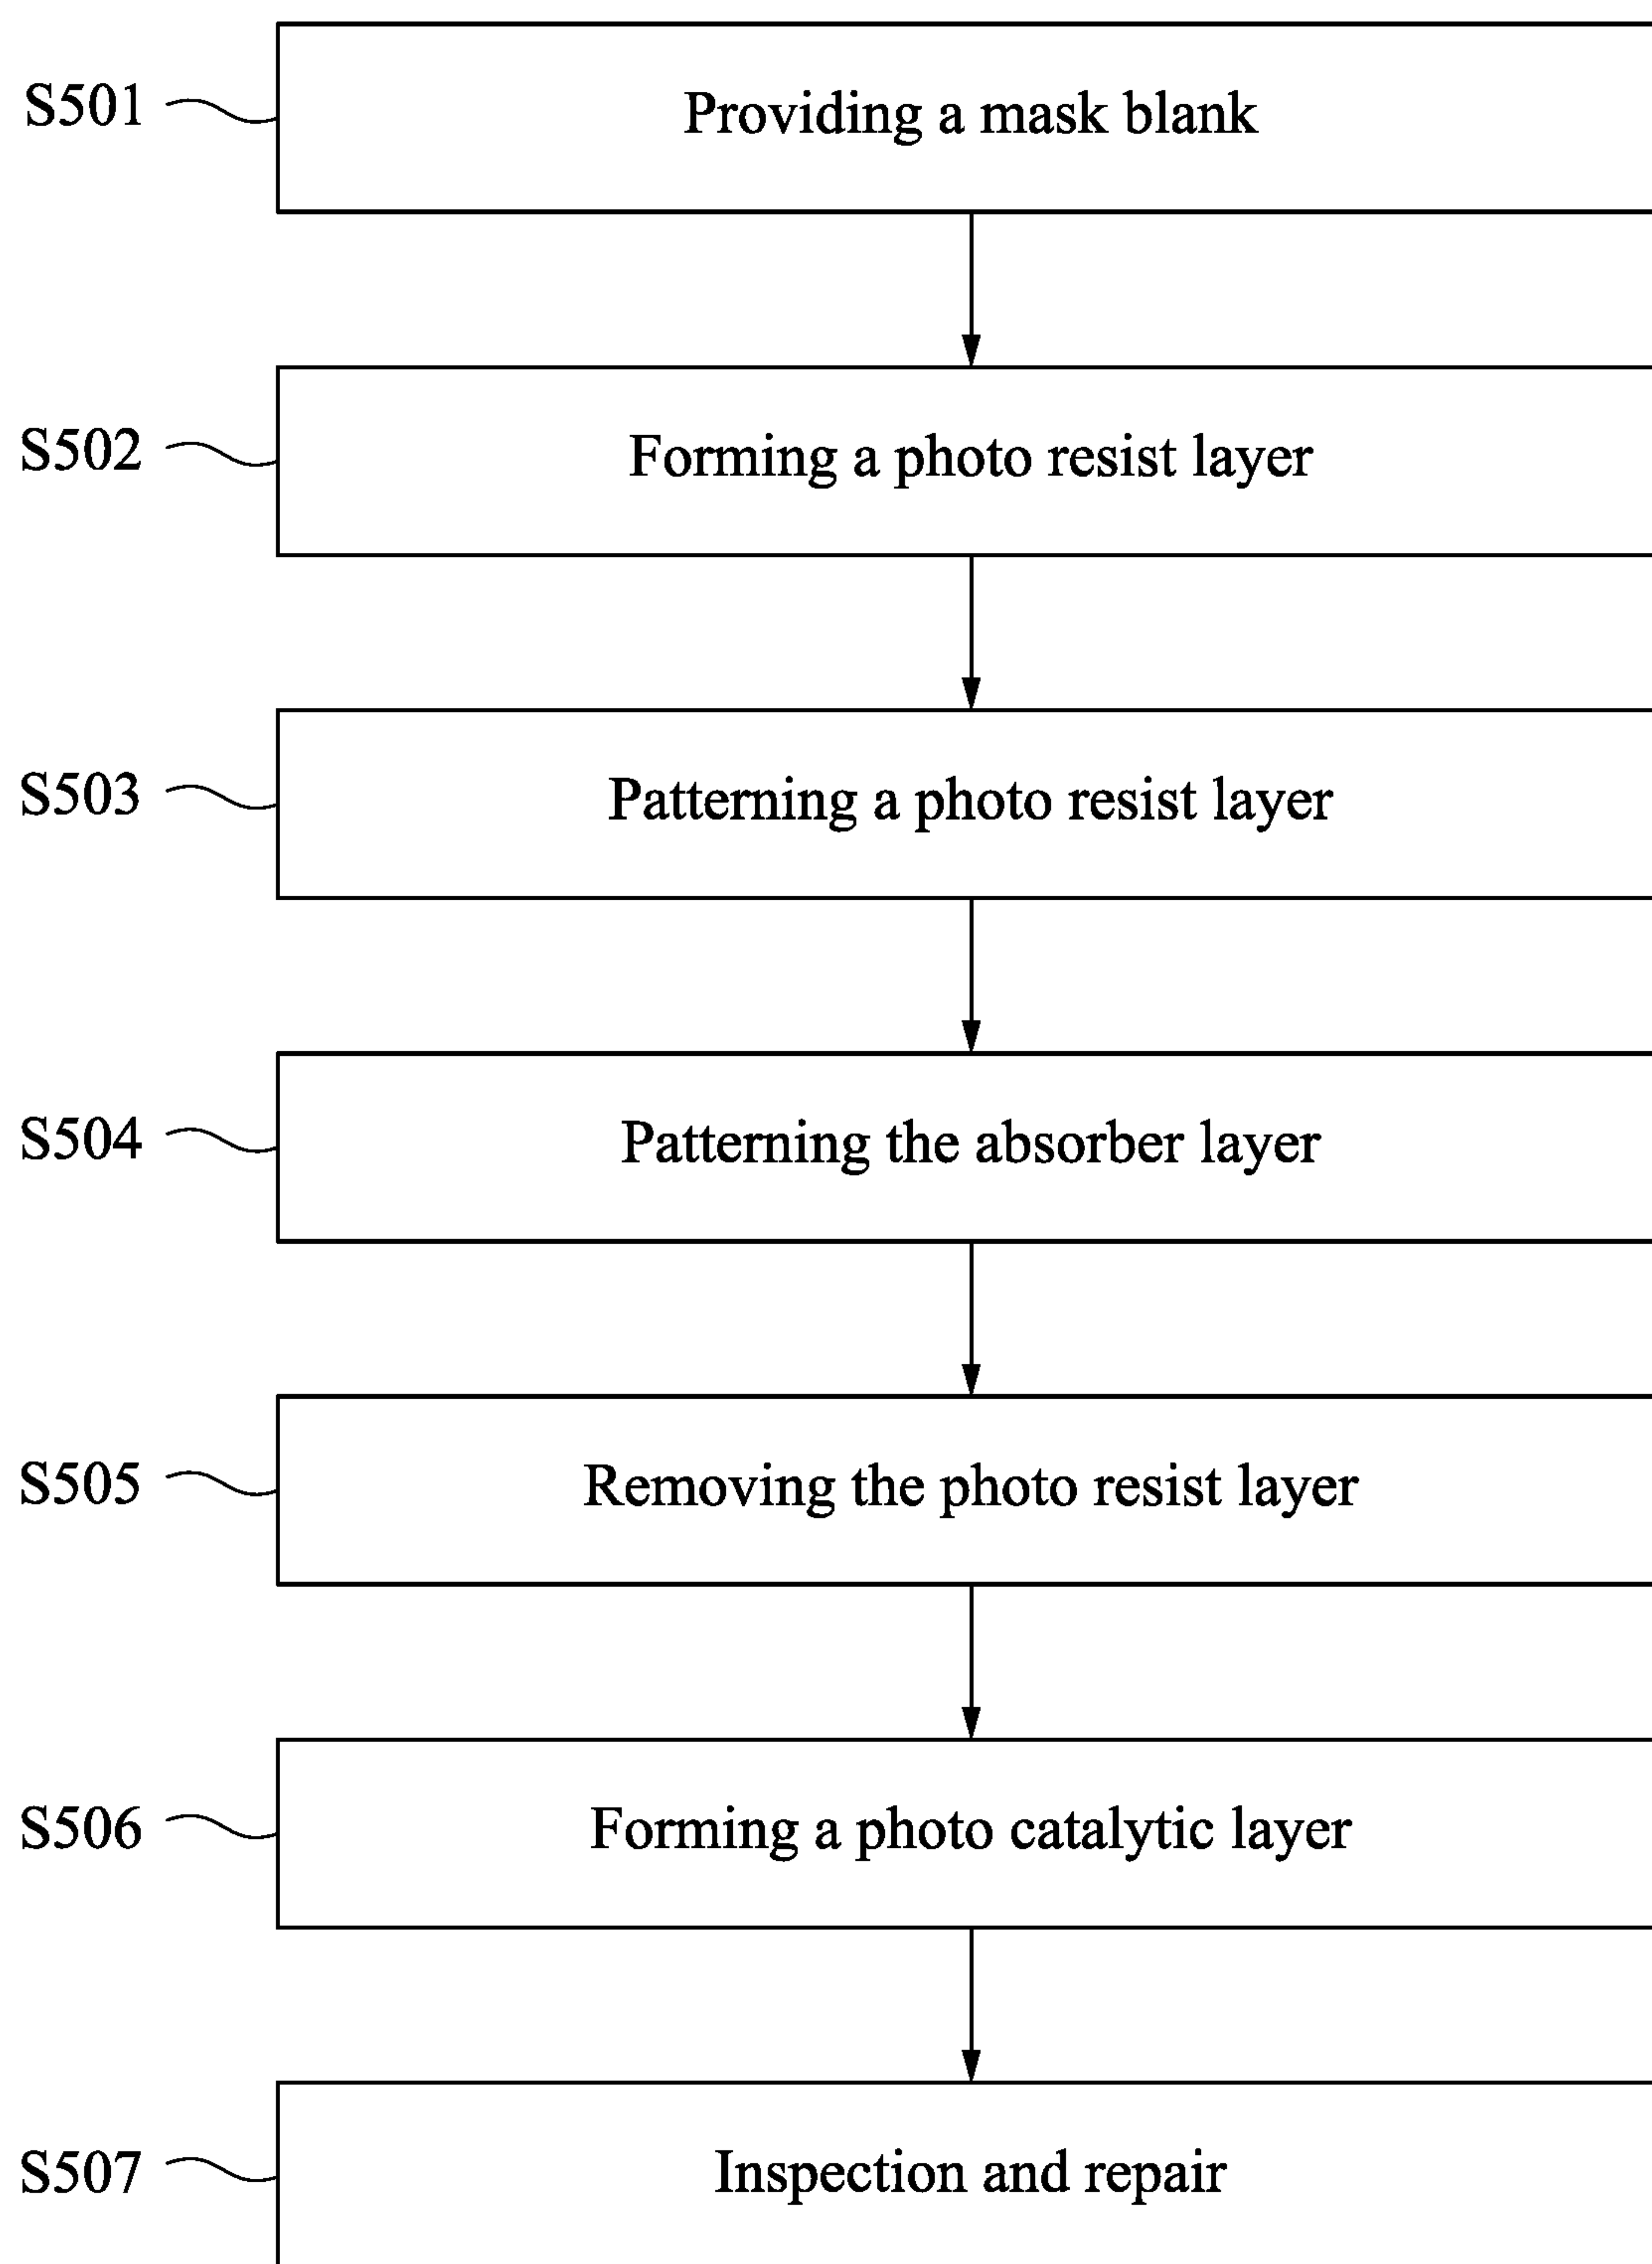 S501 Providing a mask blank
S502 Forming a photo resist layer
S503 Patterning a photo resist layer
S504 Patterning the absorber layer
S505 Removing the photo resist layer
S506 Forming a photo catalytic layer
S507 Inspection and repair